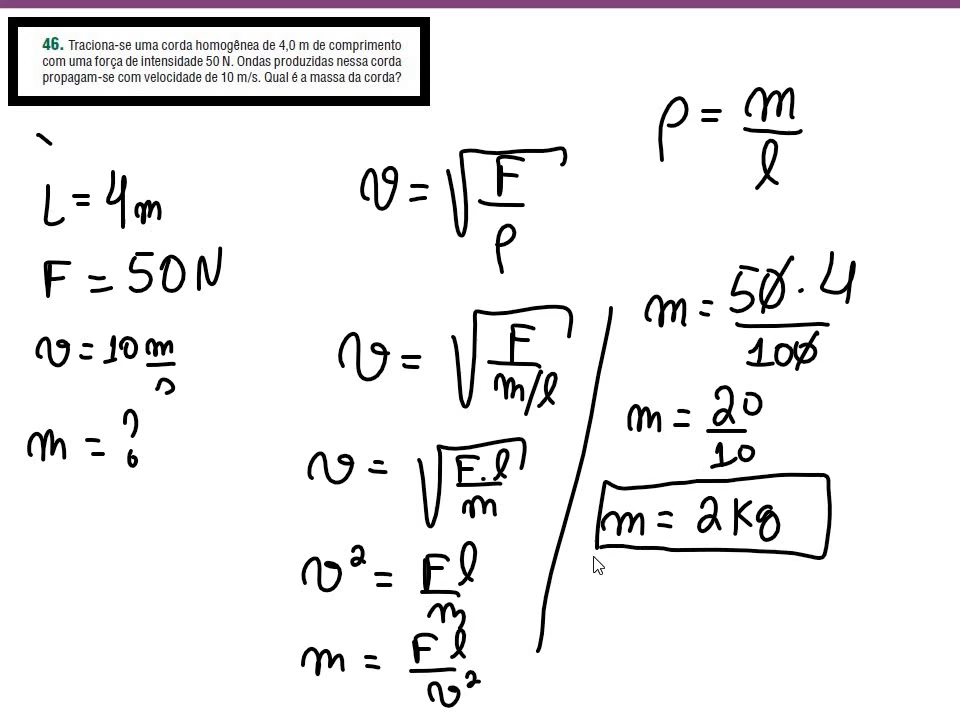 46. Traciona-se uma corda homogênea de 4,0 m de comprimento
com uma força de intensidade 50 N. Ondas produzidas nessa corda
propagam-se com velocidade de 10 m/s. Qual é a massa da corda?
L = 4m
F = 50N
v = 10 m/s
m = ?
v = √(F/ρ)
v = √(F/(m/l))
v = √(F.l/m)
v² = Fl/m
m = Fl/v²
ρ = m/l
m = 50.4/100
m = 20/10
m = 2Kg